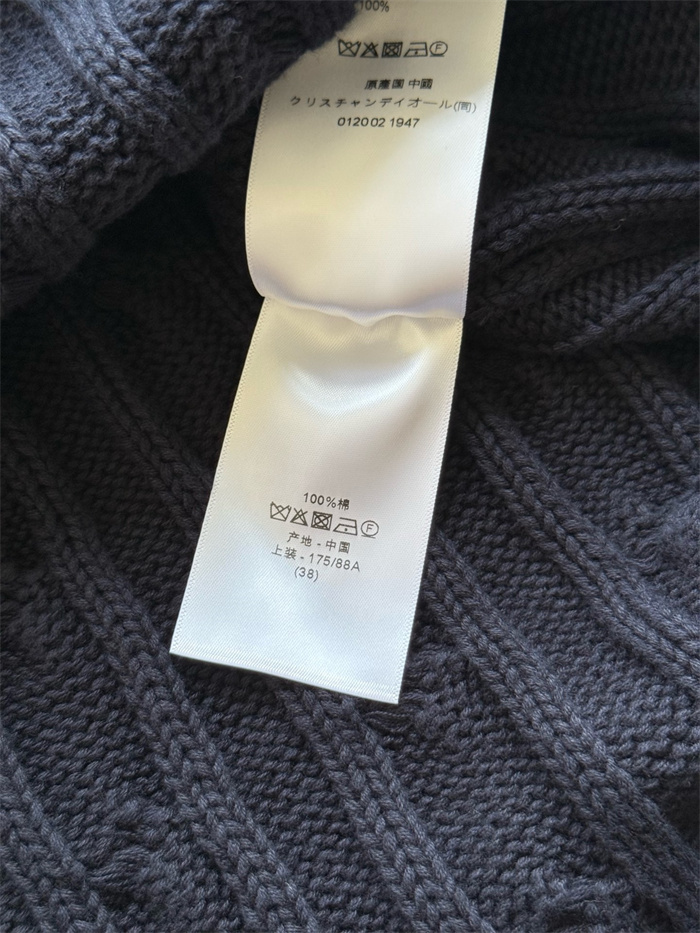 100%
原産国 中國
クリスチャンディオール(同)
012002 1947
100%棉
F
产地 - 中国
上装 - 175/88A
(38)